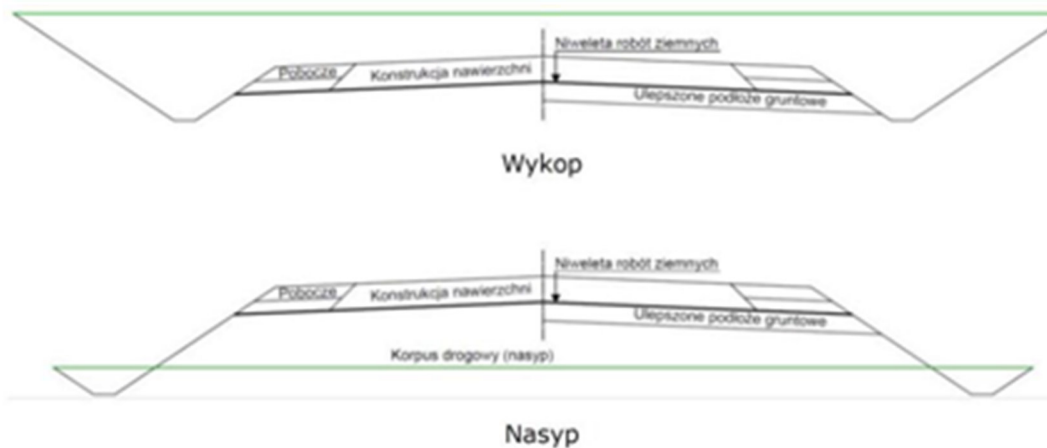 Niweleta robót ziemnych
Pobocze
Konstrukcja nawierzchni
Ulepszone podłoże gruntowe
Wykop
Niweleta robót ziemnych
Pobocze
Konstrukcja nawierzchni
Ulepszone podłoże gruntowe
Korpus drogowy (nasyp)
Nasyp